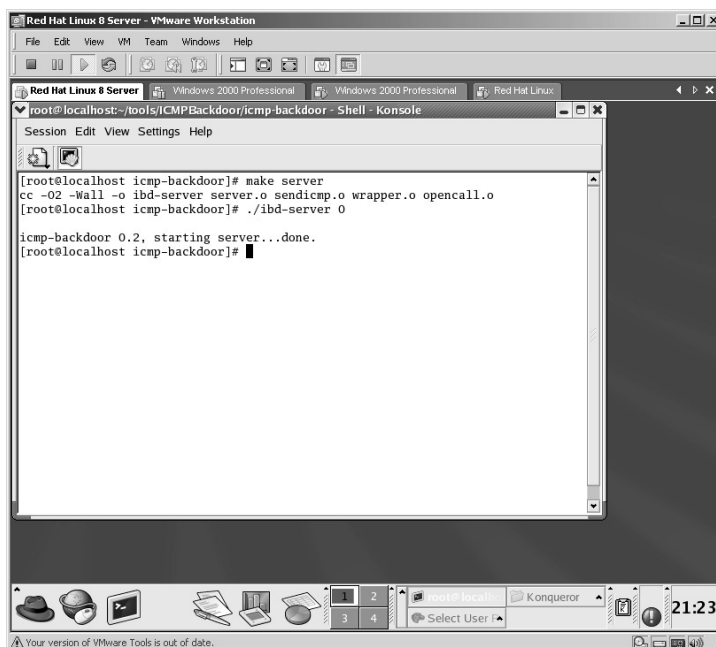 Red Hat Linux 8 Server - VMware Workstation
File Edit View VM Team Windows Help
Red Hat Linux 8 Server Windows 2000 Professional Windows 2000 Professional Red Hat Linux
root@localhost:~/tools/ICMPBackdoor/icmp-backdoor - Shell - Konsole
Session Edit View Settings Help
[root@localhost icmp-backdoor]# make server
cc -O2 -Wall -o ibd-server server.o sendicmp.o wrapper.o opencall.o
[root@localhost icmp-backdoor]# ./ibd-server 0
icmp-backdoor 0.2, starting server...done.
[root@localhost icmp-backdoor]#
1 2 root@localh Konqueror
3 4 Select User
21:23
Your version of VMware Tools is out of date.